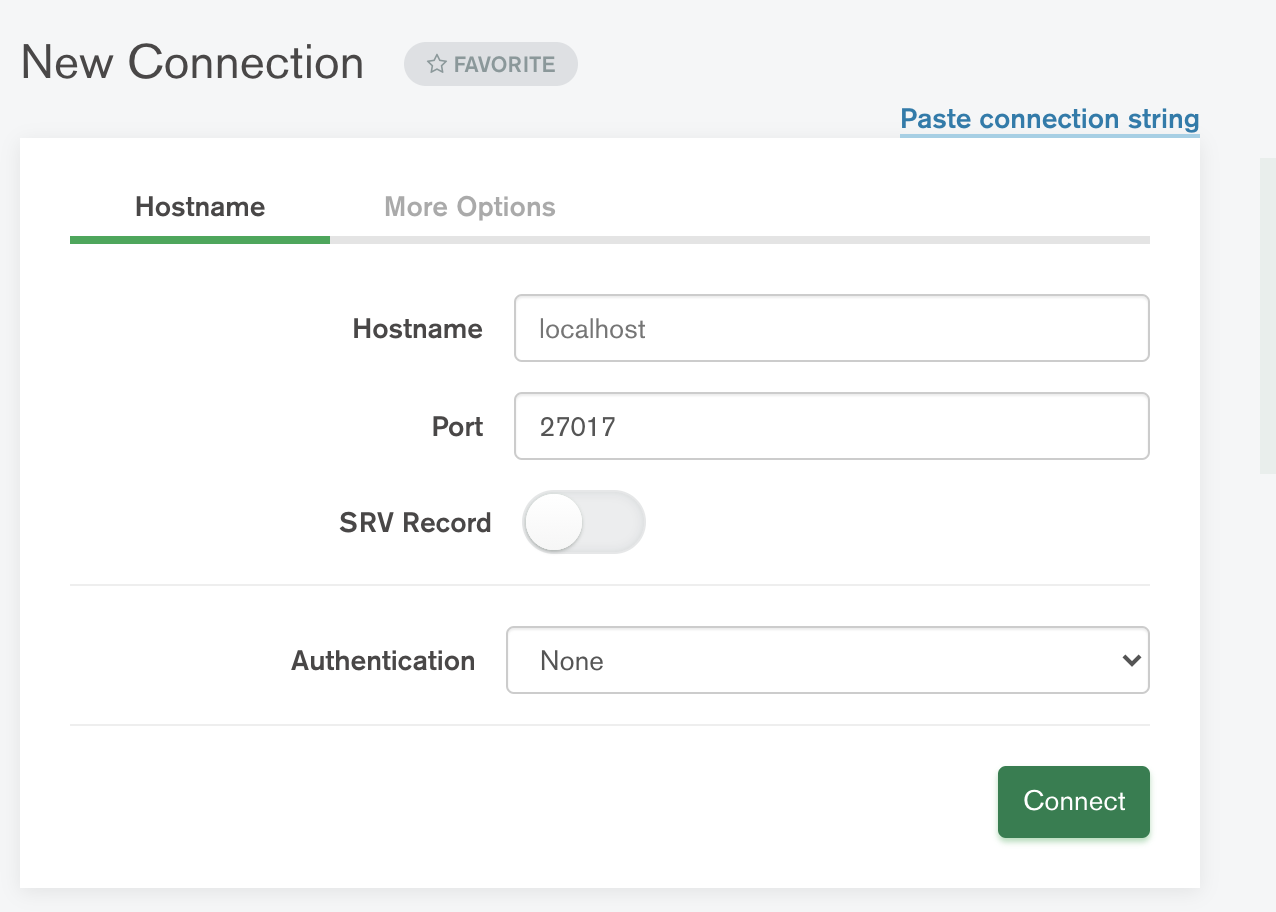 New Connection
FAVORITE
Paste connection string
Hostname
More Options
Hostname
localhost
Port
27017
SRV Record
Authentication
None
Connect